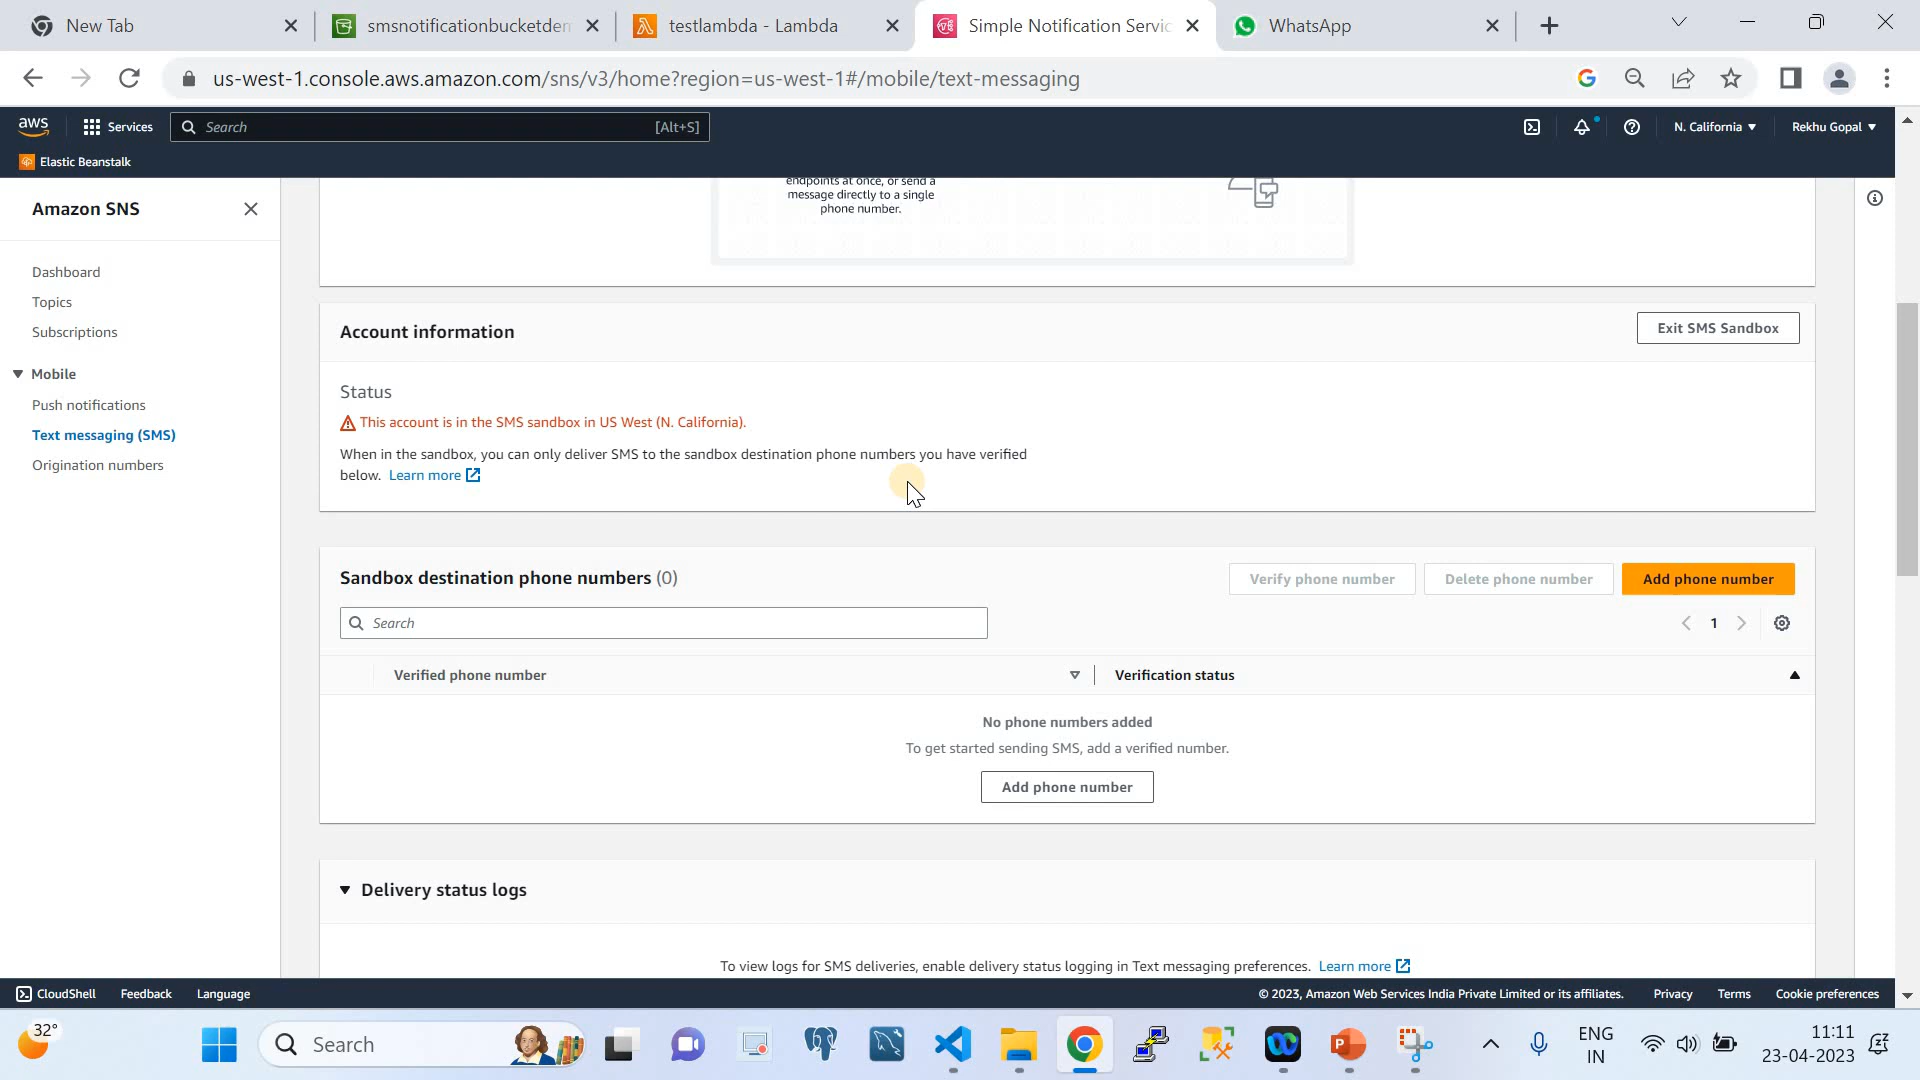 New Tab
smsnotificationbucketdem
testlambda - Lambda
Simple Notification Servic
WhatsApp
us-west-1.console.aws.amazon.com/sns/v3/home?region=us-west-1#/mobile/text-messaging
aws
Services
Search
[Alt+S]
N. California
Rekhu Gopal
Elastic Beanstalk
Amazon SNS
Dashboard
Topics
Subscriptions
Mobile
Push notifications
Text messaging (SMS)
Origination numbers
endpoints at once, or send a
message directly to a single
phone number.
Account information
Exit SMS Sandbox
Status
This account is in the SMS sandbox in US West (N. California).
When in the sandbox, you can only deliver SMS to the sandbox destination phone numbers you have verified
below. Learn more
Sandbox destination phone numbers (0)
Verify phone number
Delete phone number
Add phone number
Search
1
Verified phone number
Verification status
No phone numbers added
To get started sending SMS, add a verified number.
Add phone number
Delivery status logs
To view logs for SMS deliveries, enable delivery status logging in Text messaging preferences. Learn more
CloudShell
Feedback
Language
© 2023, Amazon Web Services India Private Limited or its affiliates.
Privacy
Terms
Cookie preferences
32°
Search
ENG
IN
11:11
23-04-2023